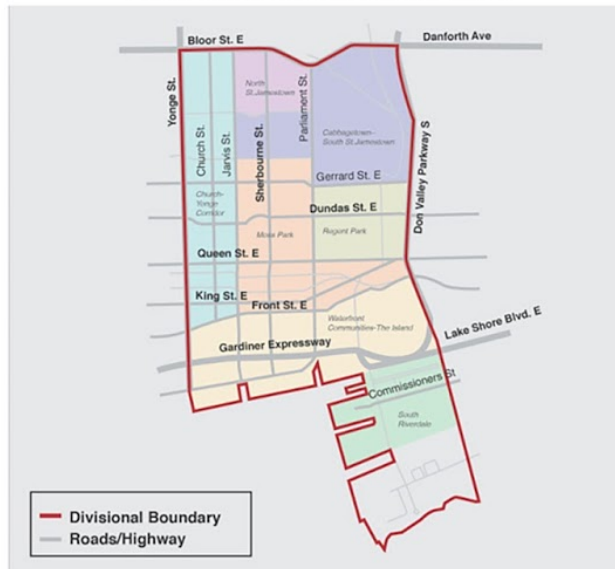 Bloor St. E
Danforth Ave
Yonge St.
Church St.
Jarvis St.
Sherbourne St.
Parliament St.
North
St.Jamestown
Cabbagetown-
South St.Jamestown
Don Valley Parkway S
Gerrard St. E
Church-
Yonge
Corridor
Dundas St. E
Moss Park
Regent Park
Queen St. E
King St. E
Front St. E
Waterfront
Communities-The Island
Gardiner Expressway
Lake Shore Blvd. E
Commissioners St
South
Riverdale
Divisional Boundary
Roads/Highway